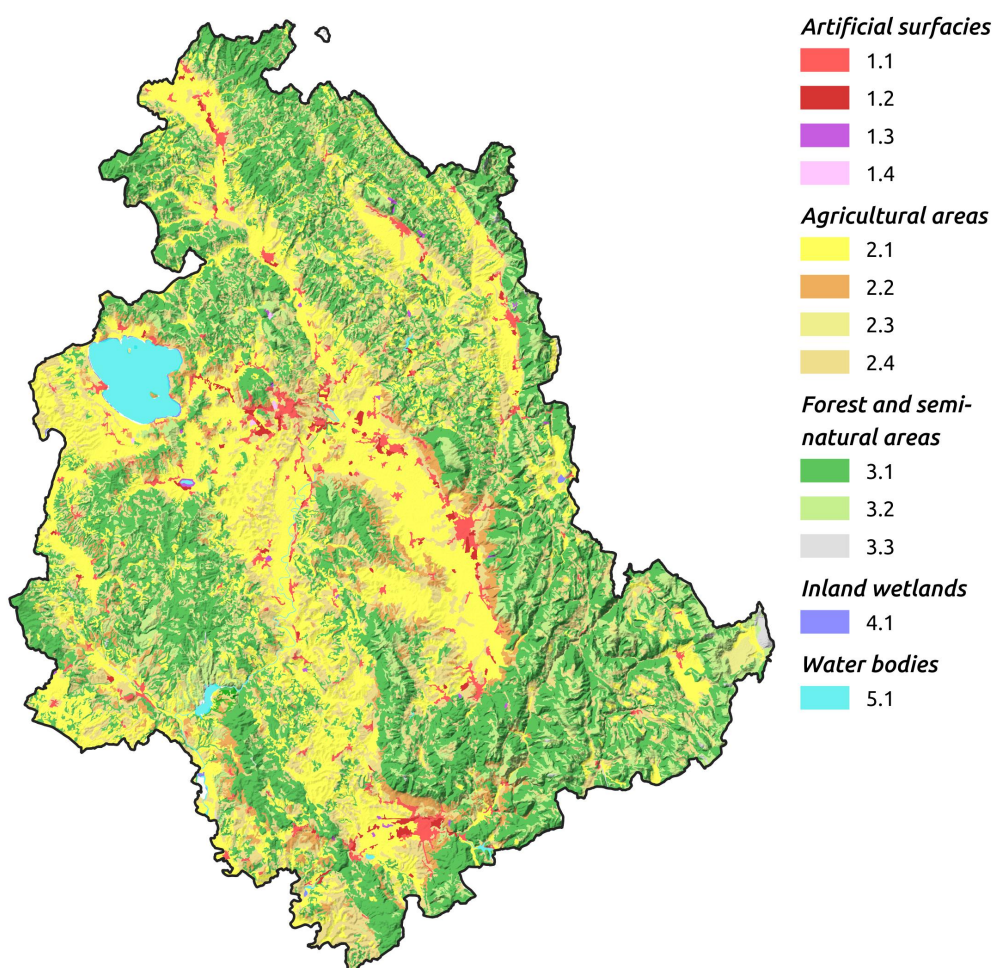 Artificial surfacies
1.1
1.2
1.3
1.4
Agricultural areas
2.1
2.2
2.3
2.4
Forest and semi-
natural areas
3.1
3.2
3.3
Inland wetlands
4.1
Water bodies
5.1